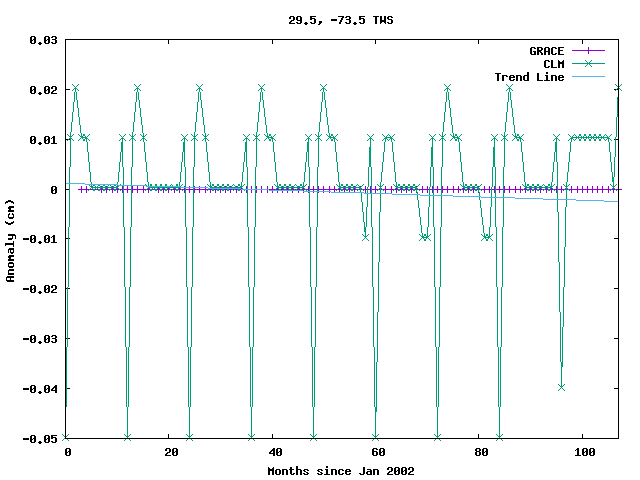 29.5, -73.5 TWS
GRACE
CLM
Trend Line
0.03
0.02
0.01
0
-0.01
-0.02
-0.03
-0.04
-0.05
Anomaly (cm)
0 20 40 60 80 100
Months since Jan 2002